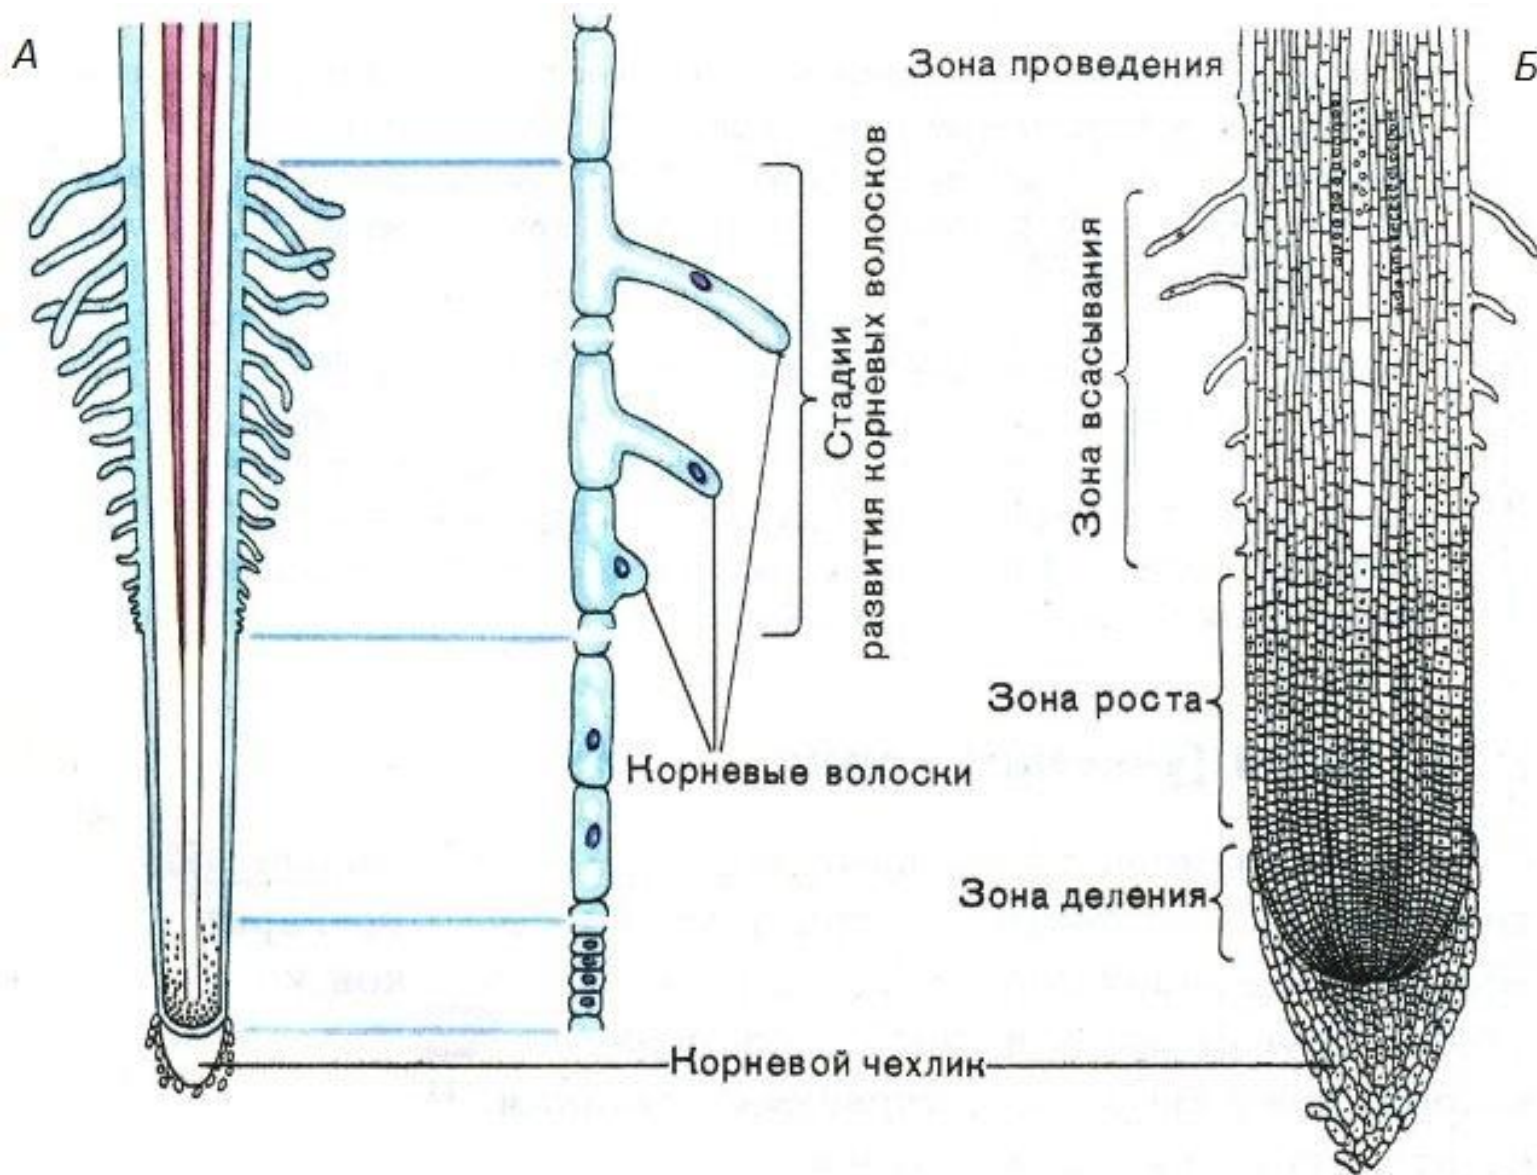 А
Зона проведения
Б
Стадии
развития корневых волосков
Зона всасывания
Зона роста
Корневые волоски
Зона деления
Корневой чехлик